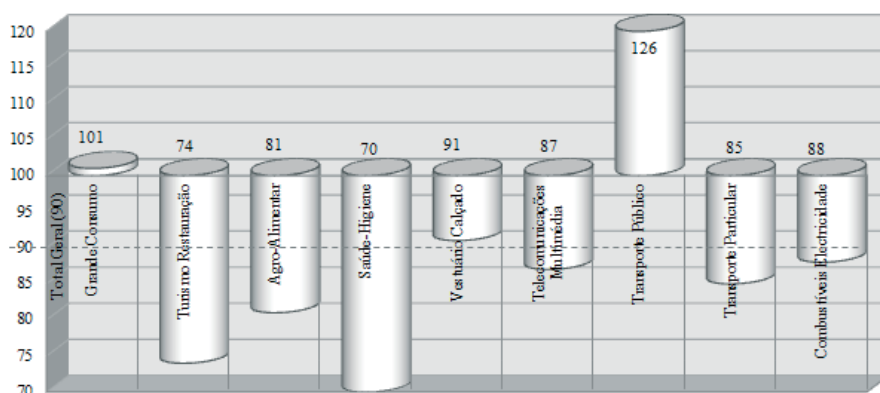 120
115
110
105
100
95
90
85
80
75
70
101
74
81
70
91
87
126
85
88
Total Geral (90)
Grande Consumo
Turismo Restauração
Agro-Alimentar
Saúde-Higiene
Vestuário Calçado
Telecomunicações
Multimédia
Transporte Público
Transporte Particular
Combustíveis Electricidade